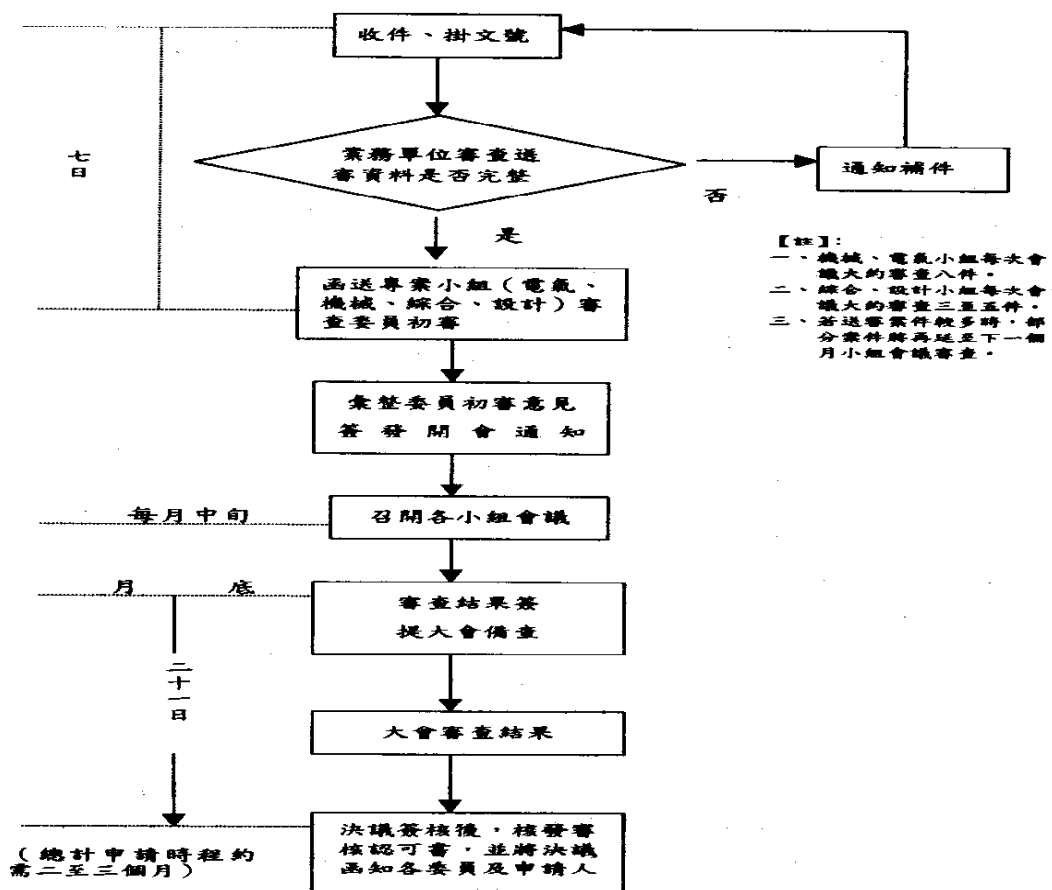 收件、掛文號
七日
業務單位審查送
審資料是否完整
否
通知補件
是
【註】:
一、機械、電氣小組每次會
議大約審查八件。
二、綜合、設計小組每次會
議大約審查三至五件。
三、若送審案件較多時，部
分案件將再延至下一個
月小組會議審查。
函送專案小組（電氣、
機械、綜合、設計）審
查委員初審
彙整委員初審意見
簽發開會通知
每月中旬
召開各小組會議
月底
審查結果簽
提大會備查
二十一日
大會審查結果
決議簽核後，核發審
核認可書，並將決議
函知各委員及申請人
（總計申請時程約
需二至三個月）